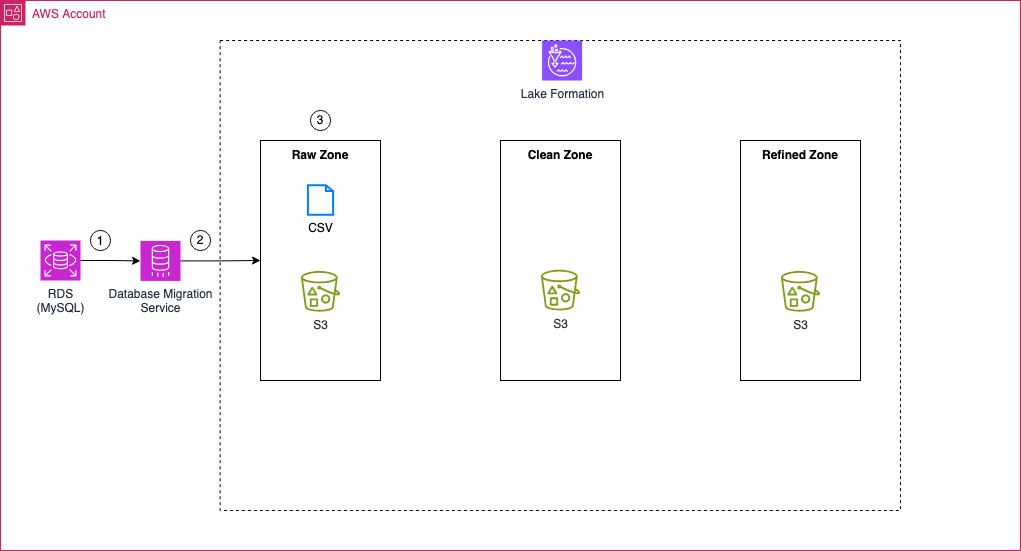 AWS Account
Lake Formation
3
Raw Zone
Clean Zone
Refined Zone
CSV
1
2
RDS
(MySQL)
Database Migration
Service
S3
S3
S3